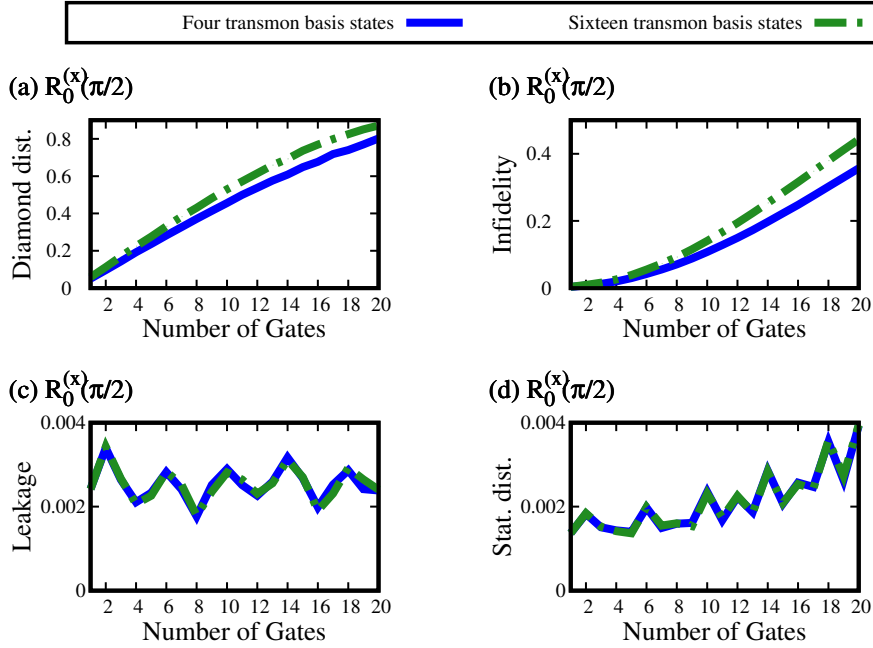 Four transmon basis states Sixteen transmon basis states
(a) R₀⁽ˣ⁾(π/2)
Diamond dist.
0.8
0.6
0.4
0.2
0
2 4 6 8 10 12 14 16 18 20
Number of Gates
(b) R₀⁽ˣ⁾(π/2)
Infidelity
0.4
0.2
0
2 4 6 8 10 12 14 16 18 20
Number of Gates
(c) R₀⁽ˣ⁾(π/2)
Leakage
0.004
0.002
0
2 4 6 8 10 12 14 16 18 20
Number of Gates
(d) R₀⁽ˣ⁾(π/2)
Stat. dist.
0.004
0.002
0
2 4 6 8 10 12 14 16 18 20
Number of Gates